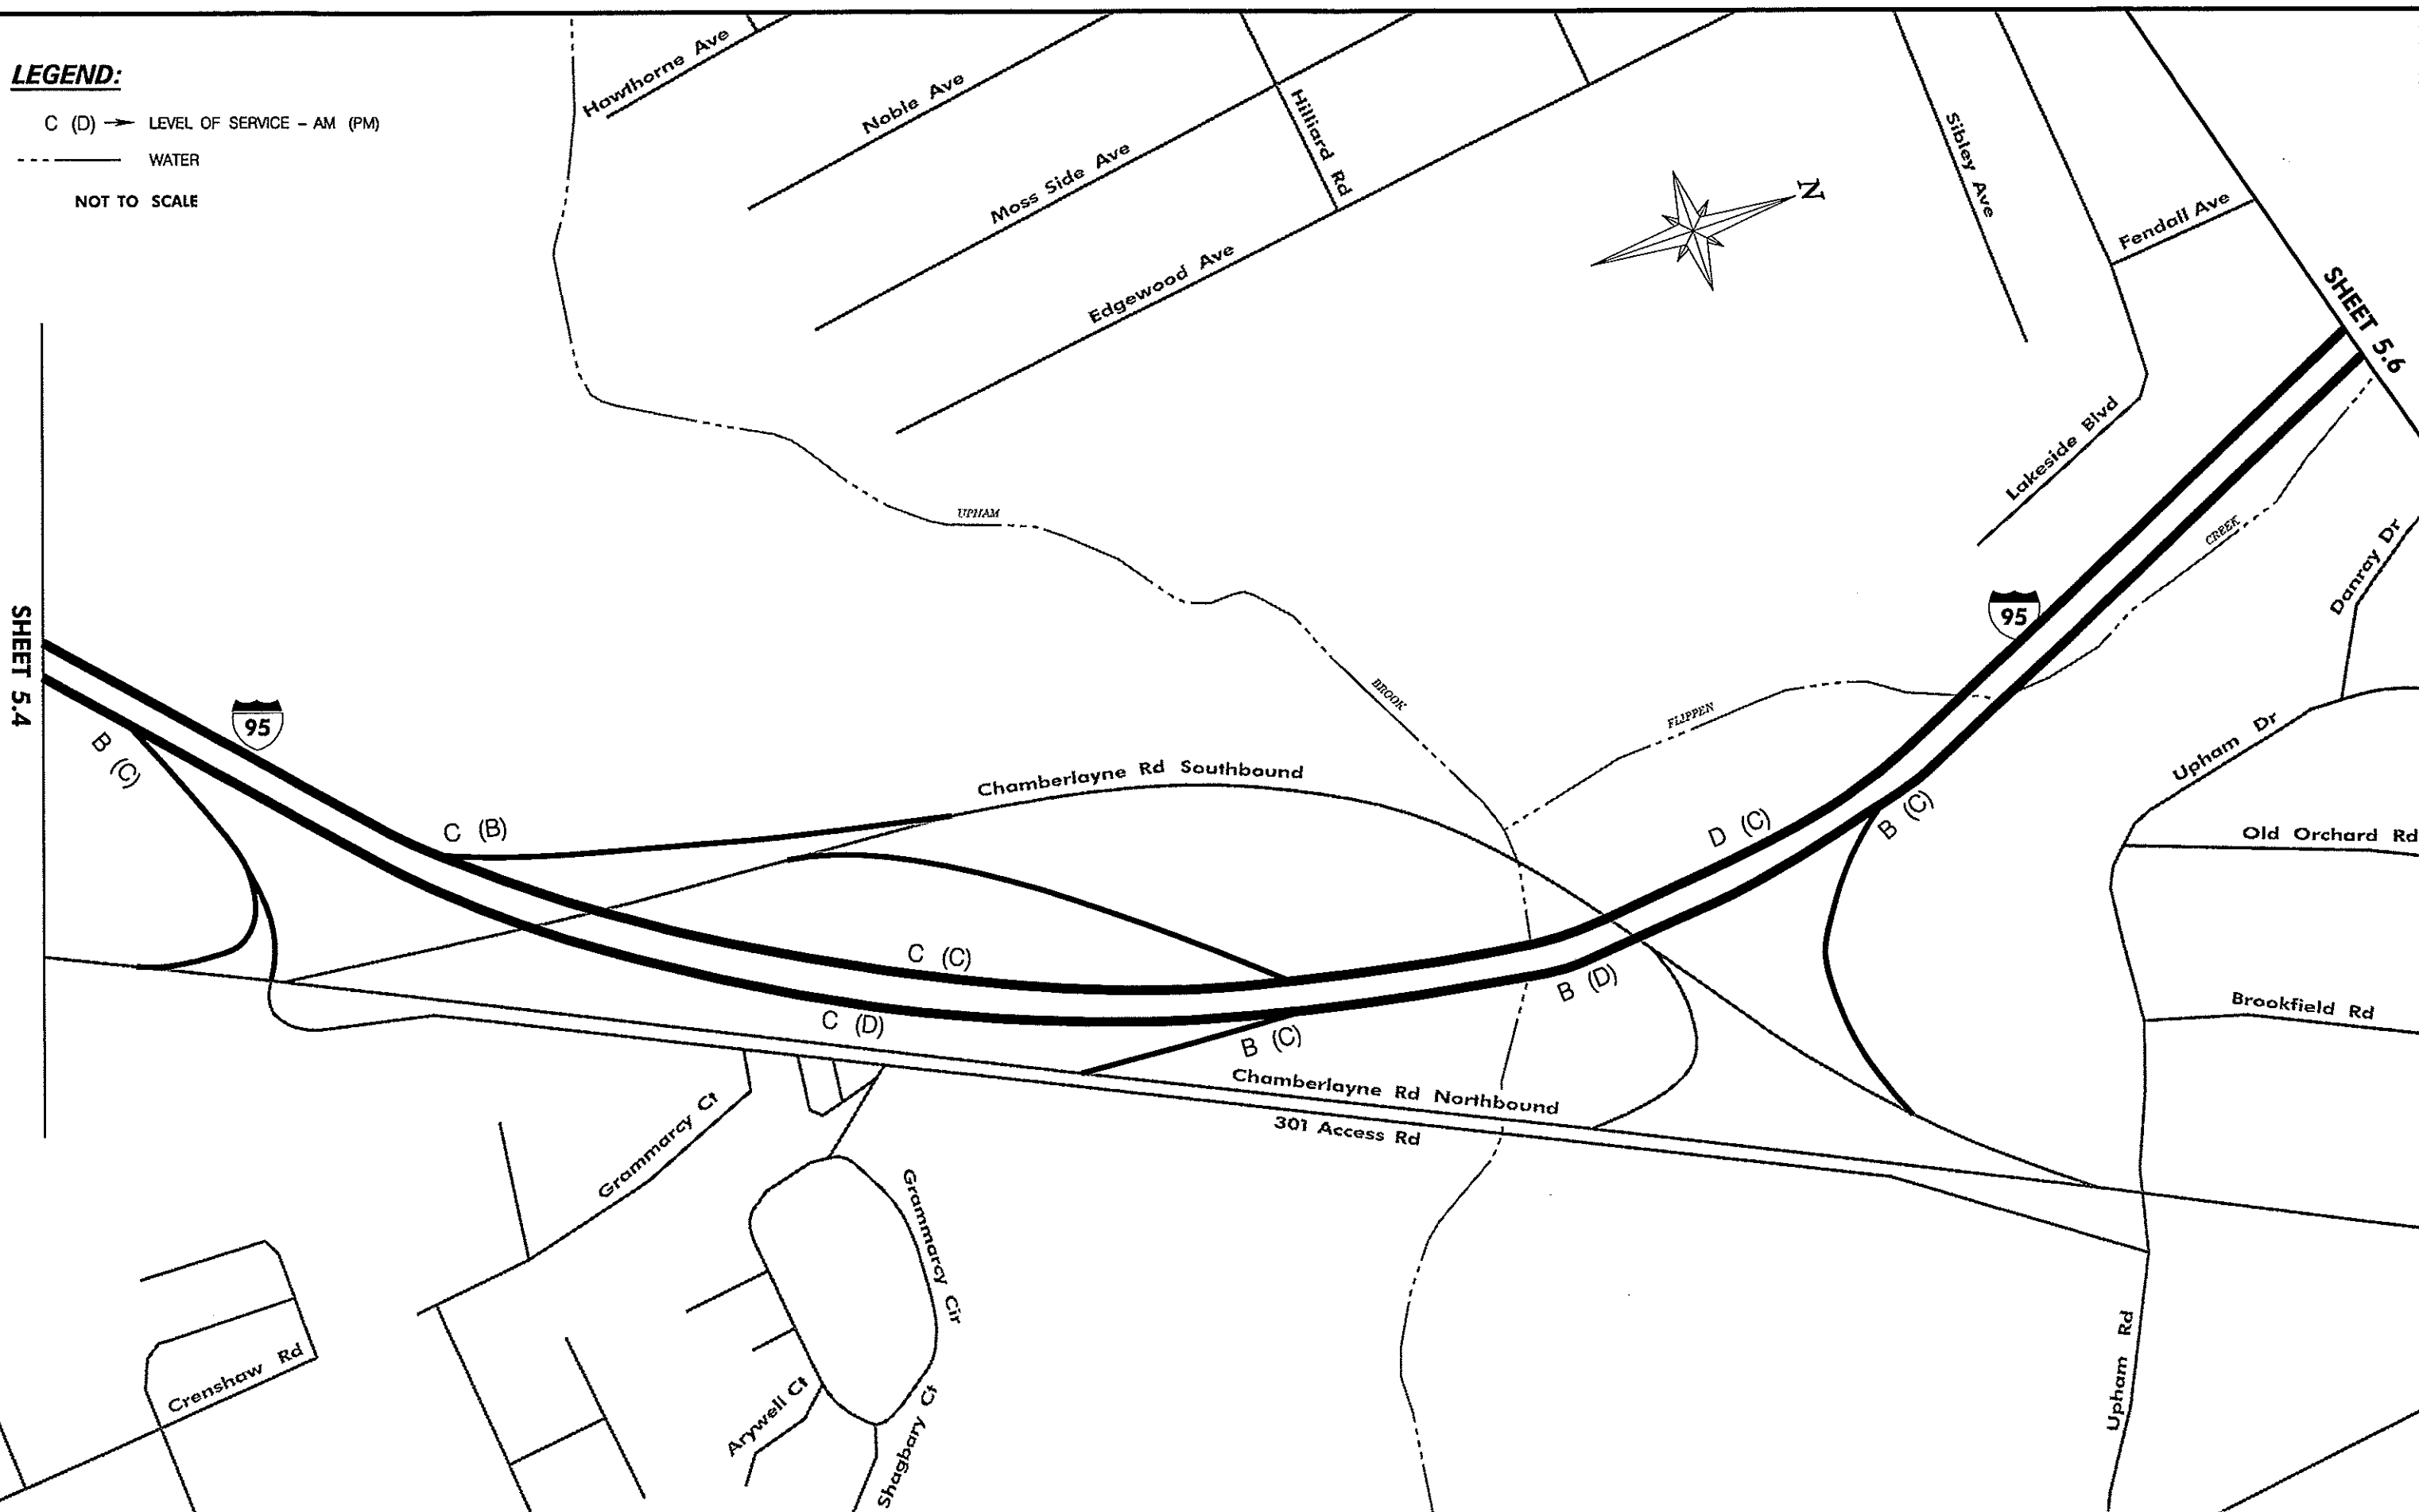 LEGEND:
C (D) → LEVEL OF SERVICE - AM (PM)
WATER
NOT TO SCALE
Hawthorne Ave
Noble Ave
Moss Side Ave
Hilliard Rd
Edgewood Ave
N
Sibley Ave
Fendall Ave
SHEET 5.6
Lakeside Blvd
UPHAM
CREEK
Danray Dr
95
SHEET 5.4
95
BROOK
FLIPPEN
Upham Dr
B (C)
Chamberlayne Rd Southbound
C (B)
D (C)
B (C)
Old Orchard Rd
C (C)
B (D)
Brookfield Rd
C (D)
B (C)
Chamberlayne Rd Northbound
301 Access Rd
Grammarcy Ct
Grammarcy Cir
Crenshaw Rd
Arywell Ct
Shagbary Ct
Upham Rd